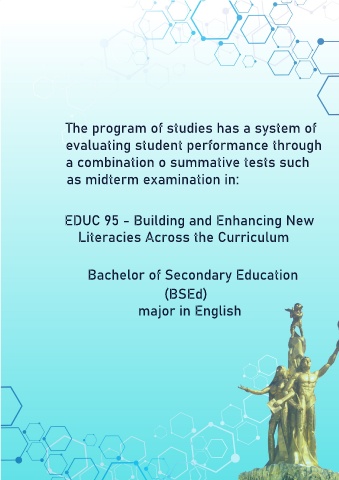 The program of studies has a system of
evaluating student performance through
a combination o summative tests such
as midterm examination in:
EDUC 95 - Building and Enhancing New
Literacies Across the Curriculum
Bachelor of Secondary Education
(BSEd)
major in English